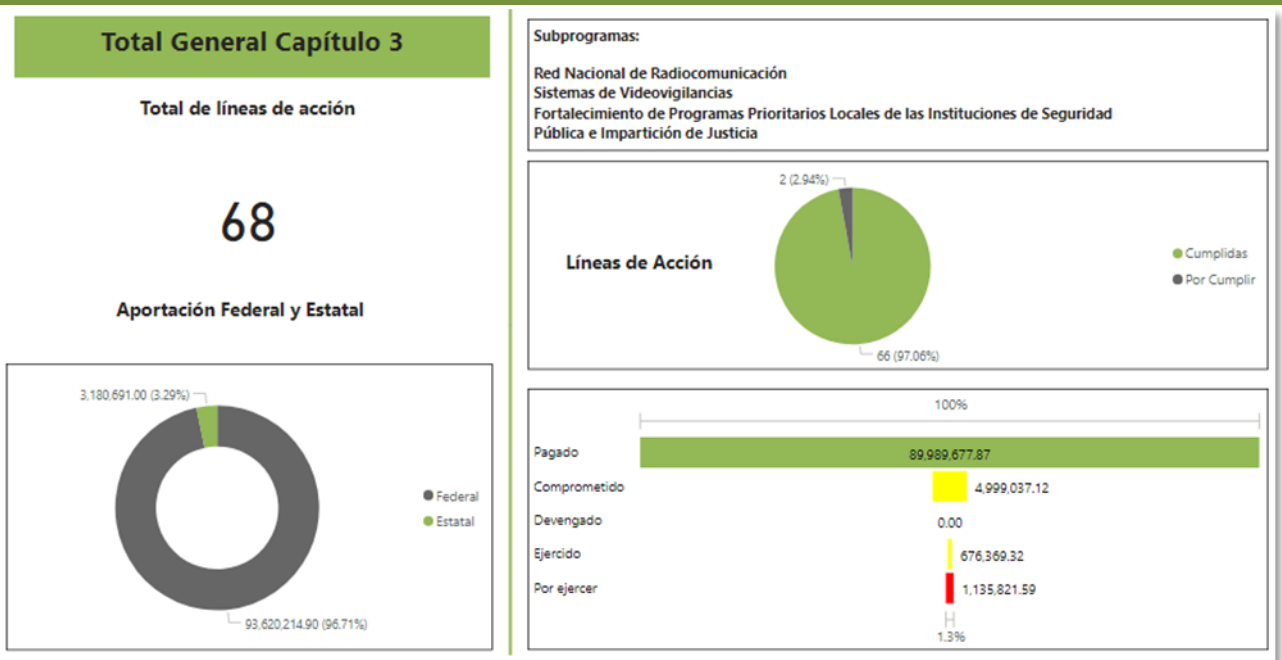 Total General Capítulo 3
Total de líneas de acción
68
Aportación Federal y Estatal
3,180,691.00 (3.29%)
Federal
Estatal
93,620,214.90 (96.71%)
Subprogramas:
Red Nacional de Radiocomunicación
Sistemas de Videovigilancias
Fortalecimiento de Programas Prioritarios Locales de las Instituciones de Seguridad
Pública e Impartición de Justicia
2 (2.94%)
Líneas de Acción
Cumplidas
Por Cumplir
66 (97.06%)
100%
Pagado 89,989,677.87
Comprometido 4,999,037.12
Devengado 0.00
Ejercido 676,369.32
Por ejercer 1,135,821.59
1.3%